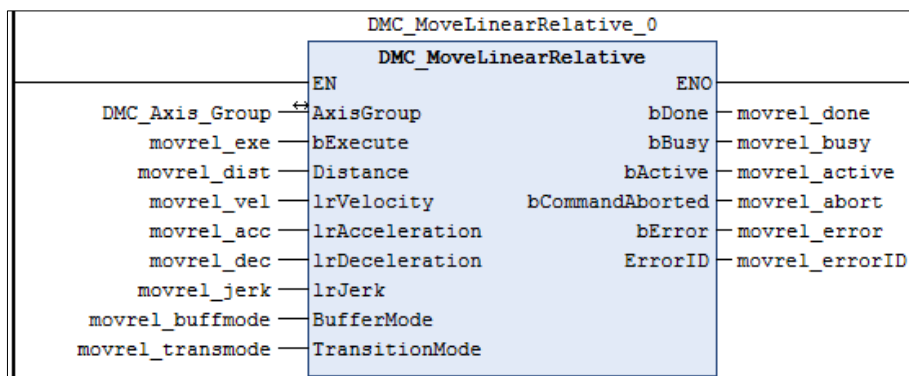 DMC_MoveLinearRelative_0
DMC_MoveLinearRelative
EN ENO
DMC_Axis_Group AxisGroup bDone movrel_done
movrel_exe bExecute bBusy movrel_busy
movrel_dist Distance bActive movrel_active
movrel_vel lrVelocity bCommandAborted movrel_abort
movrel_acc lrAcceleration bError movrel_error
movrel_dec lrDeceleration ErrorID movrel_errorID
movrel_jerk lrJerk
movrel_buffmode BufferMode
movrel_transmode TransitionMode